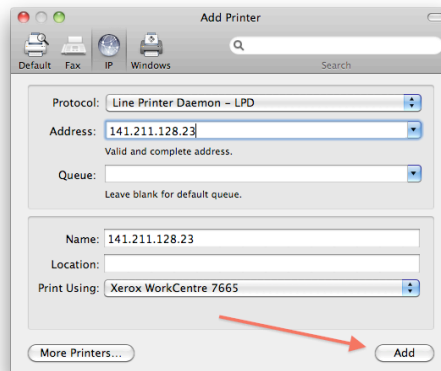 Add Printer
Default Fax IP Windows Search
Protocol: Line Printer Daemon – LPD
Address: 141.211.128.23
Valid and complete address.
Queue:
Leave blank for default queue.
Name: 141.211.128.23
Location:
Print Using: Xerox WorkCentre 7665
More Printers... Add